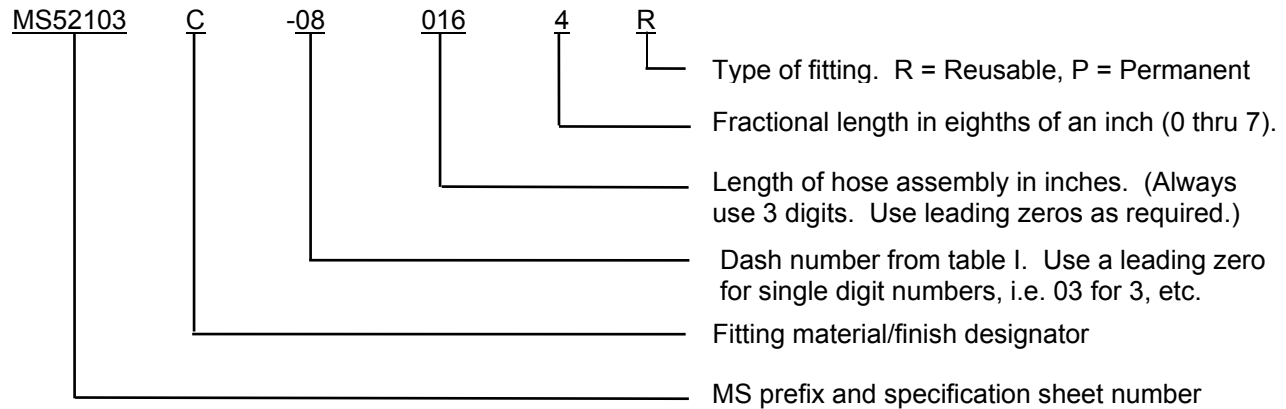 MS52103 C -08 016 4 R
Type of fitting. R = Reusable, P = Permanent
Fractional length in eighths of an inch (0 thru 7).
Length of hose assembly in inches. (Always
use 3 digits. Use leading zeros as required.)
Dash number from table I. Use a leading zero
for single digit numbers, i.e. 03 for 3, etc.
Fitting material/finish designator
MS prefix and specification sheet number